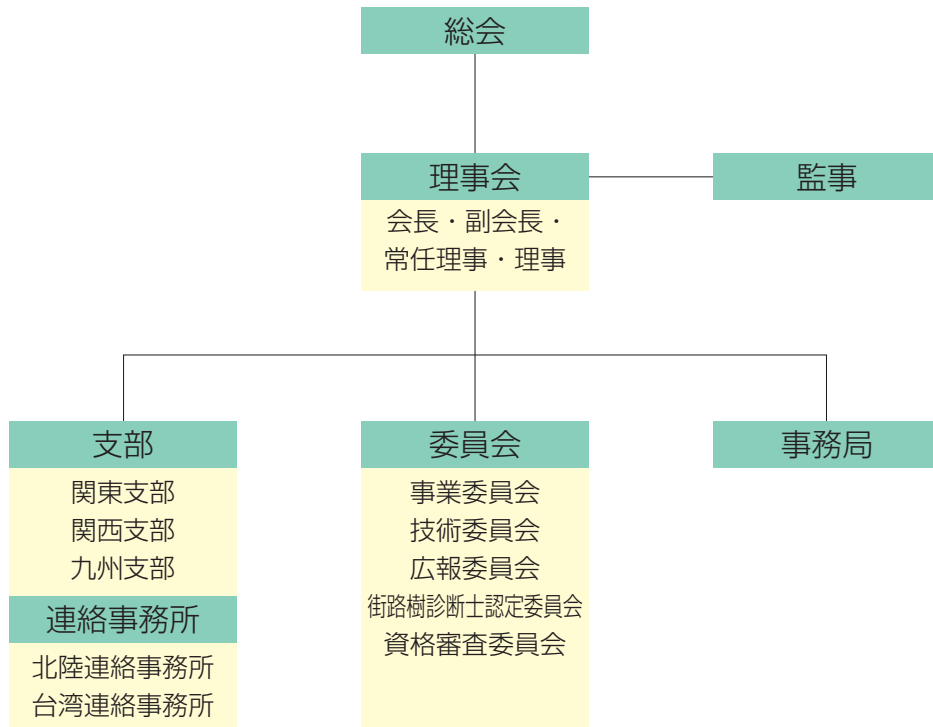 総会
理事会
監事
会長・副会長・
常任理事・理事
支部
関東支部
関西支部
九州支部
連絡事務所
北陸連絡事務所
台湾連絡事務所
委員会
事業委員会
技術委員会
広報委員会
街路樹診断士認定委員会
資格審査委員会
事務局